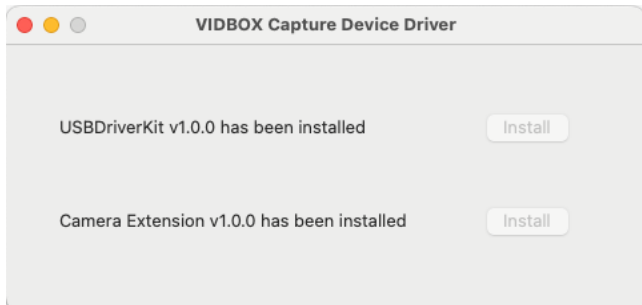 VIDBOX Capture Device Driver
USBDriverKit v1.0.0 has been installed Install
Camera Extension v1.0.0 has been installed Install